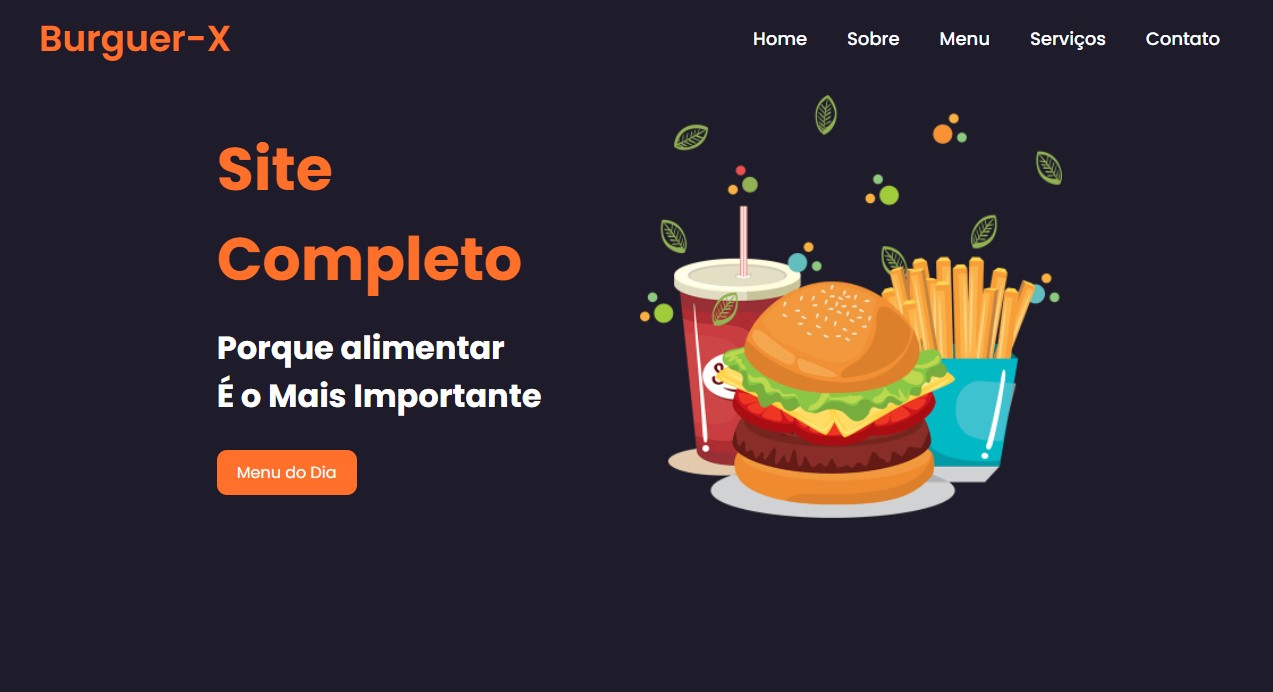 Burguer-X
Home Sobre Menu Serviços Contato
Site
Completo
Porque alimentar
É o Mais Importante
Menu do Dia